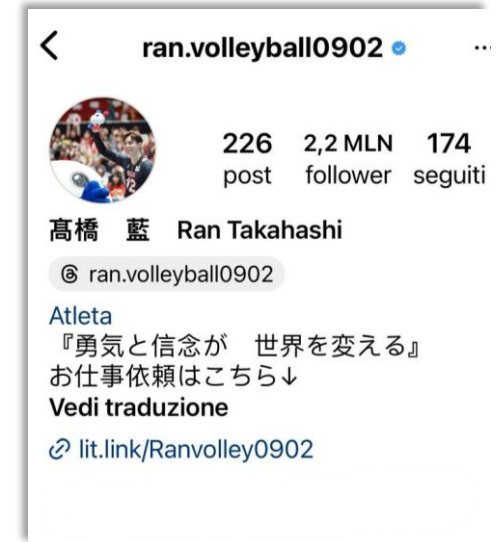 ran.volleyball0902
226 2,2 MLN 174
post follower seguiti
髙橋　藍　Ran Takahashi
ran.volleyball0902
Atleta
『勇気と信念が　世界を変える』
お仕事依頼はこちら↓
Vedi traduzione
lit.link/Ranvolley0902